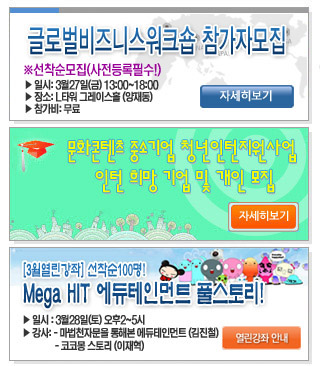 글로벌비즈니스워크숍 참가자모집
※선착순모집(사전등록필수!)
▶ 일시: 3월27일(금) 13:00~18:00
▶ 장소: L타워 그레이스홀 (양재동)
▶ 참가비: 무료
자세히보기
문화콘텐츠 중소기업 청년인턴지원사업
인턴 희망 기업 및 개인 모집
자세히보기
[3월열린강좌] 선착순100명!
Mega HIT 에듀테인먼트 풀스토리!
▶ 일시 : 3월28일(토) 오후2~5시
▶ 강사: - 마법천자문을 통해본 에듀테인먼트 (김진철)
- 코코몽 스토리 (이재혁)
열린강좌 안내